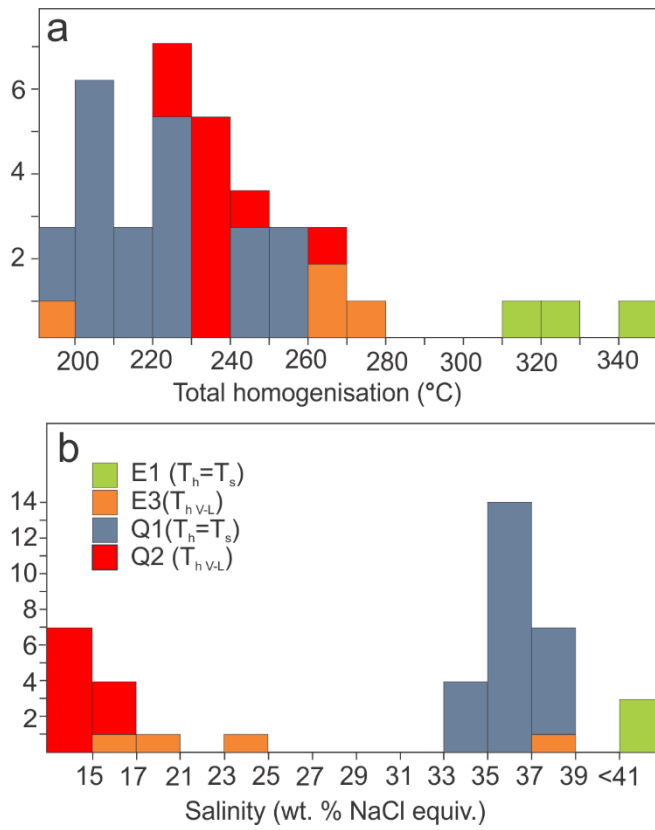 a
6
4
2
200 220 240 260 280 300 320 340
Total homogenisation (°C)
b
E1 (Th=Ts)
E3(Th V-L)
Q1(Th=Ts)
Q2 (Th V-L)
14
12
10
8
6
4
2
15 17 21 23 25 27 29 31 33 35 37 39 <41
Salinity (wt. % NaCl equiv.)